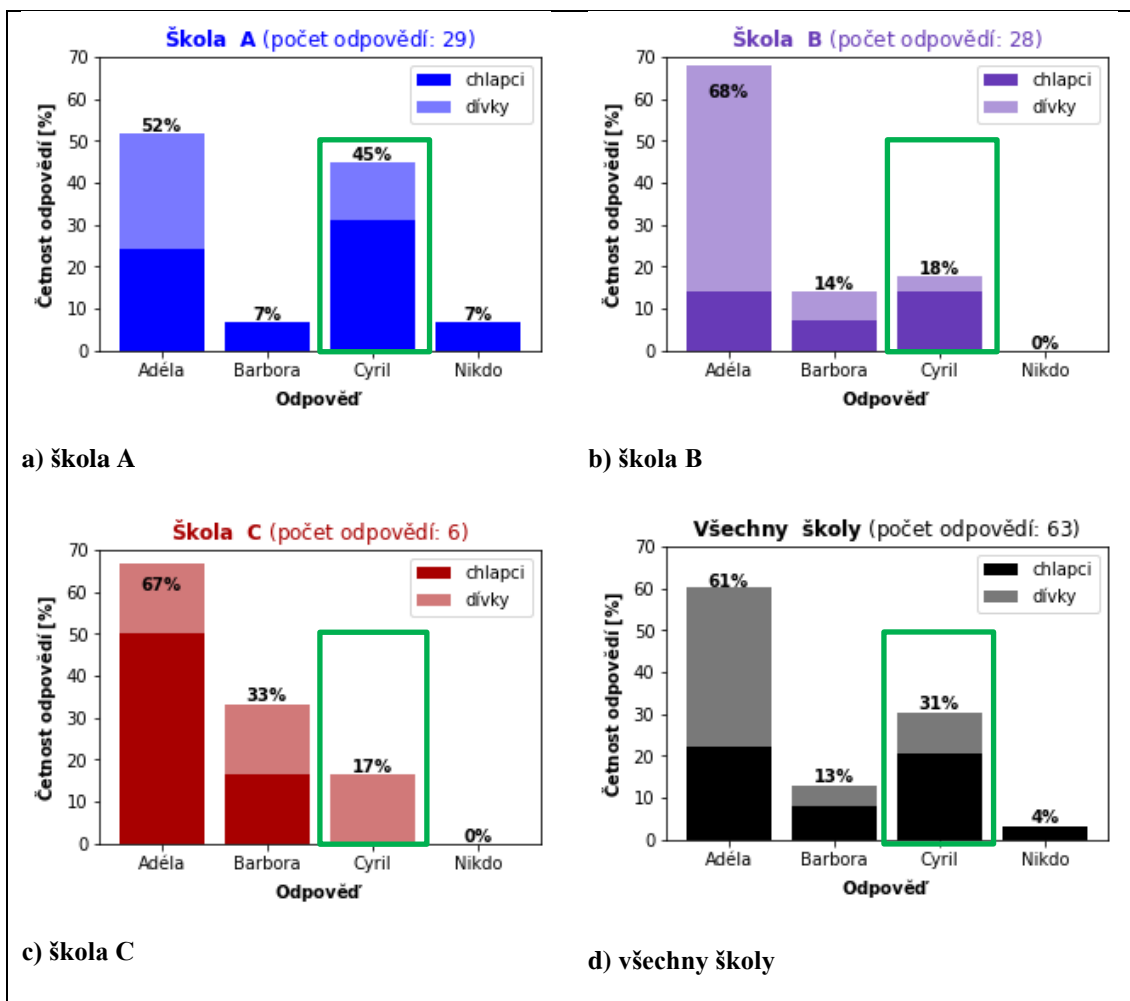 Škola A (počet odpovědí: 29)
Četnost odpovědí [%]
70
60
50
40
30
20
10
0
chlapci
dívky
52%
7%
45%
7%
Adéla Barbora Cyril Nikdo
Odpověď
a) škola A
Škola B (počet odpovědí: 28)
Četnost odpovědí [%]
70
60
50
40
30
20
10
0
chlapci
dívky
68%
14%
18%
0%
Adéla Barbora Cyril Nikdo
Odpověď
b) škola B
Škola C (počet odpovědí: 6)
Četnost odpovědí [%]
70
60
50
40
30
20
10
0
chlapci
dívky
67%
33%
17%
0%
Adéla Barbora Cyril Nikdo
Odpověď
c) škola C
Všechny školy (počet odpovědí: 63)
Četnost odpovědí [%]
70
60
50
40
30
20
10
0
chlapci
dívky
61%
13%
31%
4%
Adéla Barbora Cyril Nikdo
Odpověď
d) všechny školy